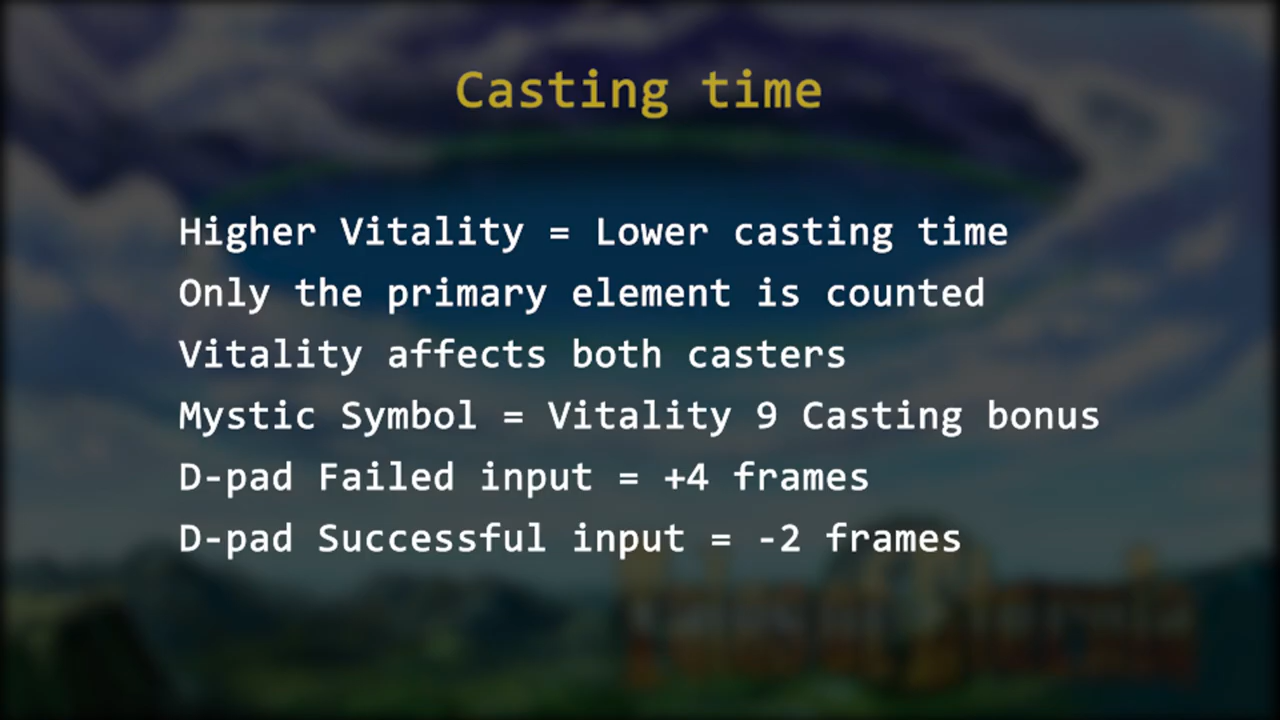 Casting time
Higher Vitality = Lower casting time
Only the primary element is counted
Vitality affects both casters
Mystic Symbol = Vitality 9 Casting bonus
D-pad Failed input = +4 frames
D-pad Successful input = -2 frames